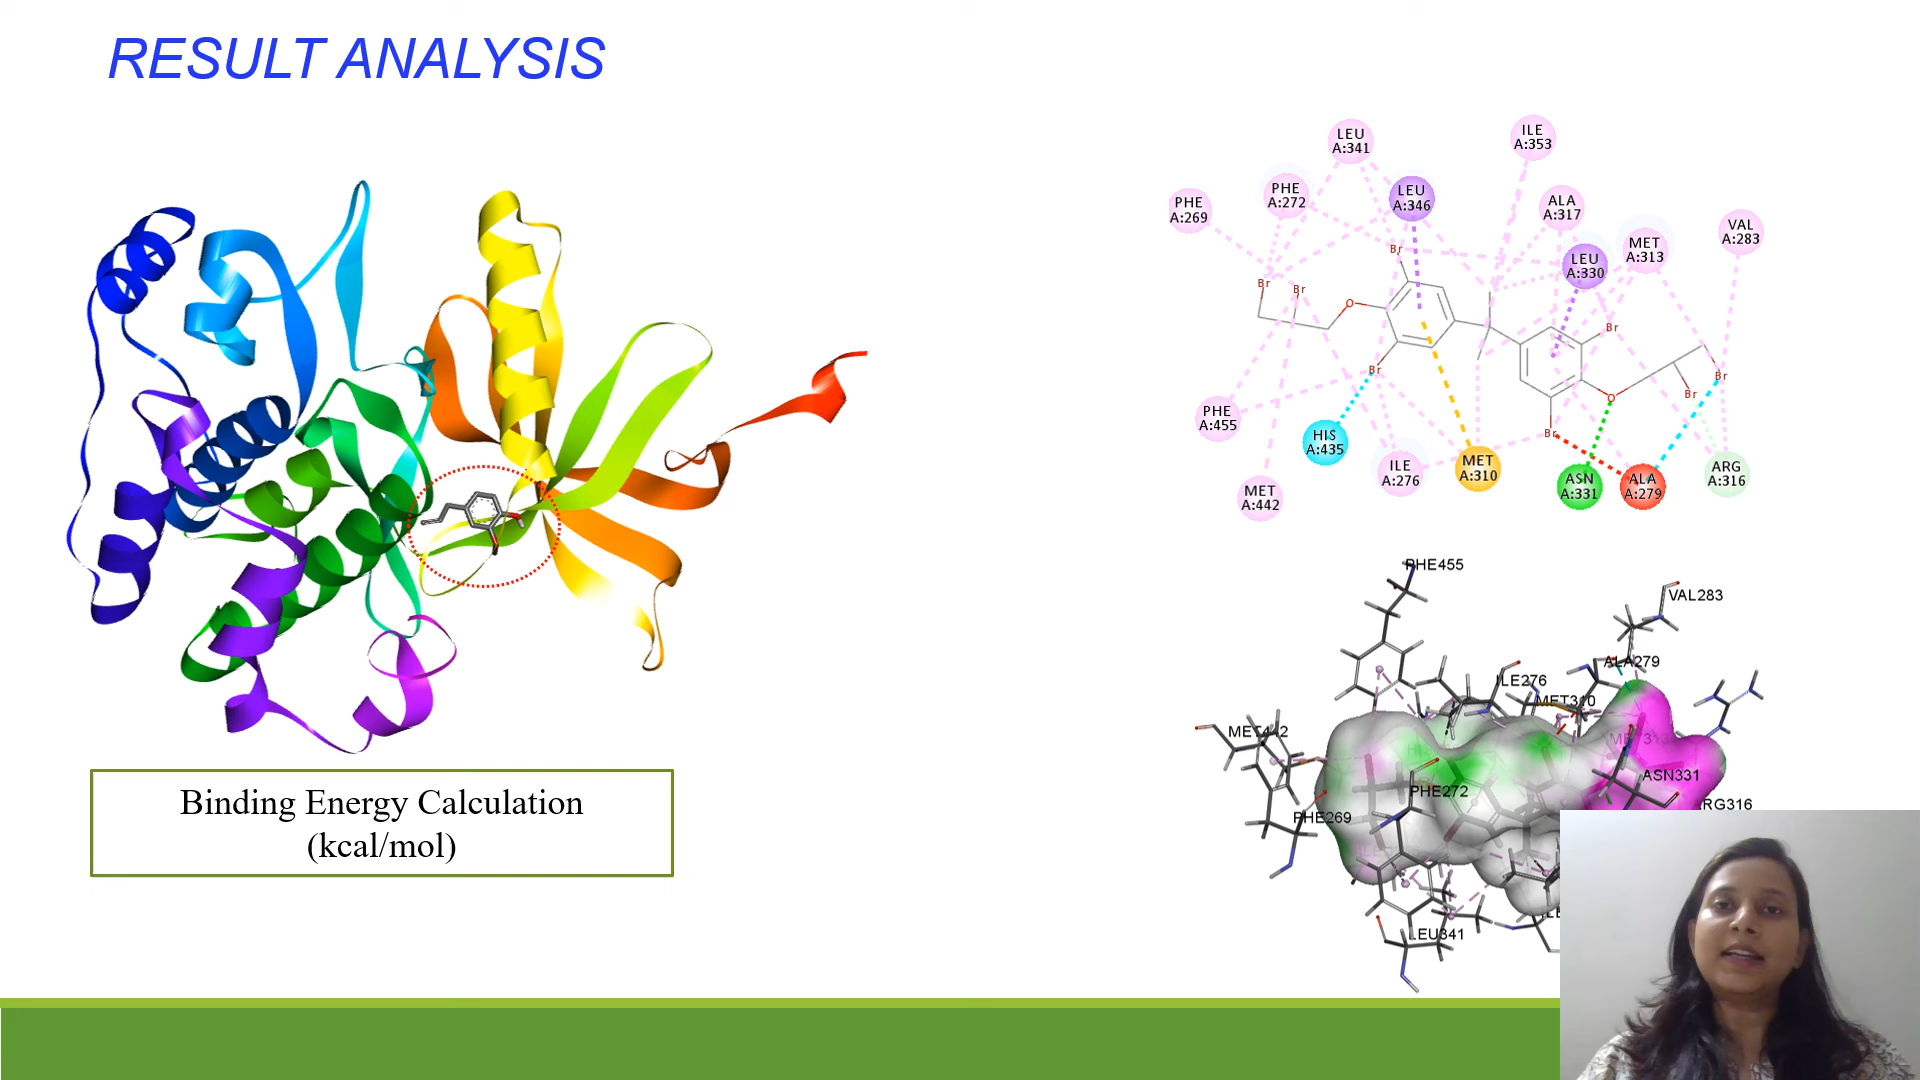 RESULT ANALYSIS
LEU
A:341
ILE
A:353
PHE
A:269
PHE
A:272
LEU
A:346
ALA
A:317
MET
A:313
VAL
A:283
LEU
A:330
Br
Br
Br
O
Br
Br
Br
Br
O
Br
PHE
A:455
HIS
A:435
ILE
A:276
MET
A:310
ASN
A:331
ALA
A:279
ARG
A:316
MET
A:442
PHE455
VAL283
ALA279
ILE276
MET310
MET442
MET313
ASN331
PHE272
RG316
PHE269
LEU341
Binding Energy Calculation
(kcal/mol)